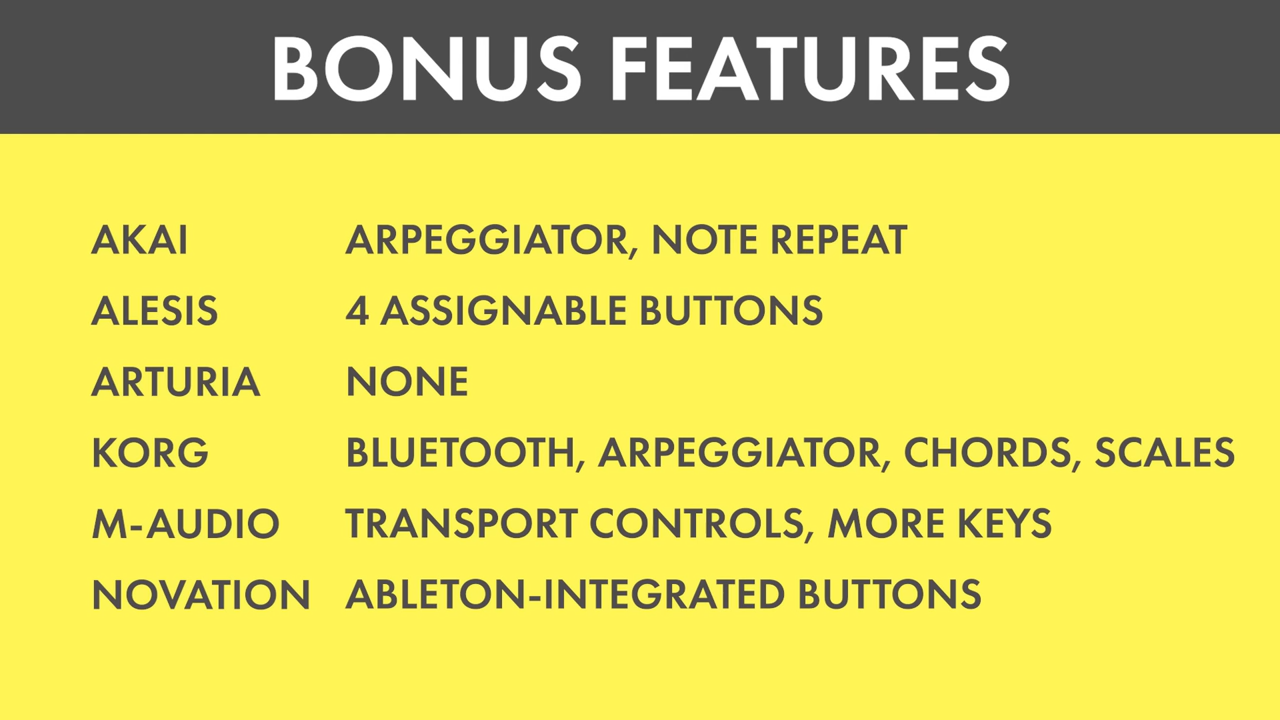 BONUS FEATURES
AKAI ARPEGGIATOR, NOTE REPEAT
ALESIS 4 ASSIGNABLE BUTTONS
ARTURIA NONE
KORG BLUETOOTH, ARPEGGIATOR, CHORDS, SCALES
M-AUDIO TRANSPORT CONTROLS, MORE KEYS
NOVATION ABLETON-INTEGRATED BUTTONS